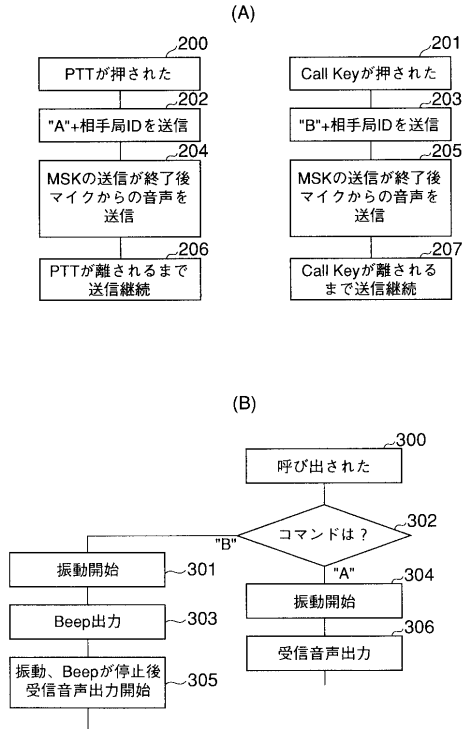 (A)
200
PTTが押された
202
"A"+相手局IDを送信
204
MSKの送信が終了後
マイクからの音声を
送信
206
PTTが離されるまで
送信継続
201
Call Keyが押された
203
"B"+相手局IDを送信
205
MSKの送信が終了後
マイクからの音声を
送信
207
Call Keyが離される
まで送信継続
(B)
300
呼び出された
302
コマンドは？
"B"
"A"
振動開始
301
Beep出力
303
振動、Beepが停止後
受信音声出力開始
305
304
振動開始
306
受信音声出力